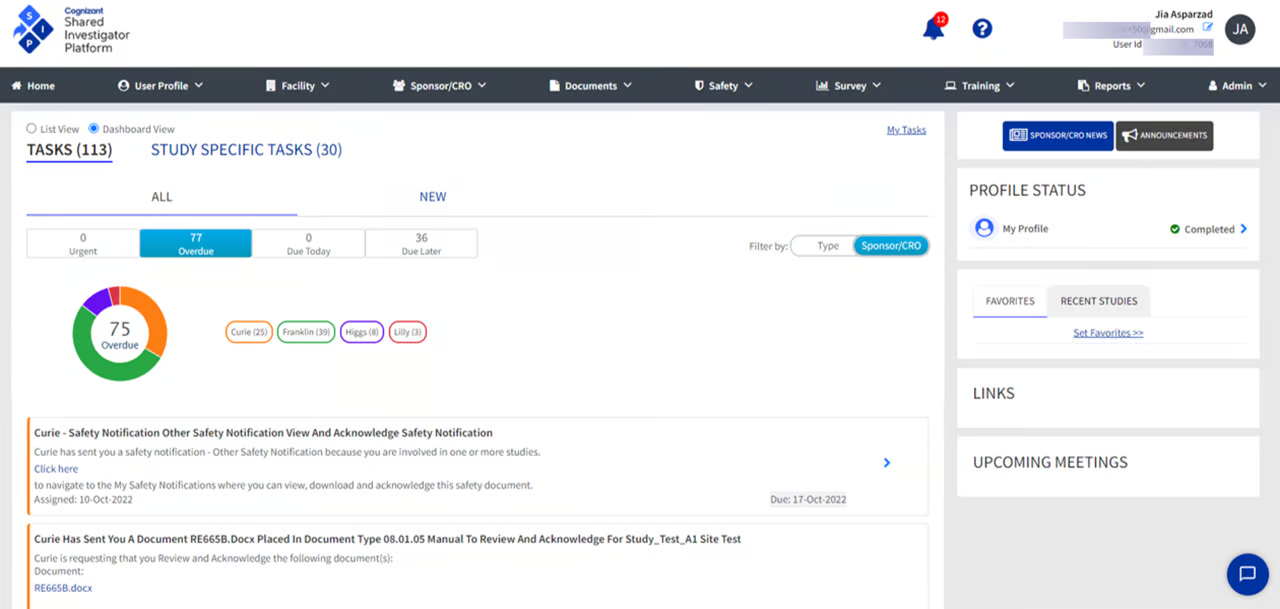 S
I
P
Cognizant
Shared
Investigator
Platform
12
?
Jia Asparzad
gmail.com
User Id
JA
Home
User Profile
Facility
Sponsor/CRO
Documents
Safety
Survey
Training
Reports
Admin
List View
Dashboard View
My Tasks
TASKS (113)
STUDY SPECIFIC TASKS (30)
ALL
NEW
0
Urgent
77
Overdue
0
Due Today
36
Due Later
Filter by:
Type
Sponsor/CRO
75
Overdue
Curie (25)
Franklin (39)
Higgs (8)
Lilly (3)
Curie - Safety Notification Other Safety Notification View And Acknowledge Safety Notification
Curie has sent you a safety notification - Other Safety Notification because you are involved in one or more studies.
Click here
to navigate to the My Safety Notifications where you can view, download and acknowledge this safety document.
Assigned: 10-Oct-2022
Due: 17-Oct-2022
Curie Has Sent You A Document RE665B.Docx Placed In Document Type 08.01.05 Manual To Review And Acknowledge For Study_Test_A1 Site Test
Curie is requesting that you Review and Acknowledge the following document(s):
Document:
RE665B.docx
SPONSOR/CRO NEWS
ANNOUNCEMENTS
PROFILE STATUS
My Profile
Completed
FAVORITES
RECENT STUDIES
Set Favorites >>
LINKS
UPCOMING MEETINGS